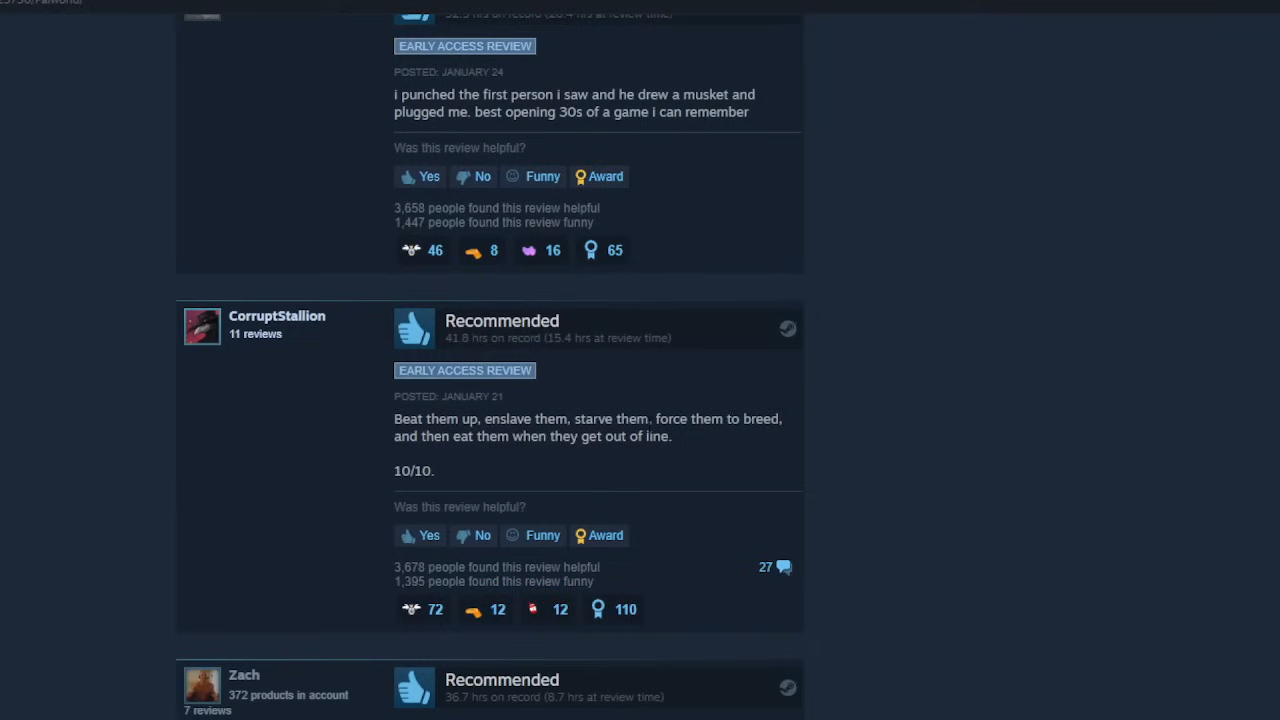 i punched the first person i saw and he drew a musket and
plugged me. best opening 30s of a game i can remember
EARLY ACCESS REVIEW
POSTED: JANUARY 24
Was this review helpful?
Yes No Funny Award
3,658 people found this review helpful
1,447 people found this review funny
46 8 16 65
CorruptStallion
11 reviews
Recommended
41.8 hrs on record (15.4 hrs at review time)
EARLY ACCESS REVIEW
POSTED: JANUARY 21
Beat them up, enslave them, starve them, force them to breed,
and then eat them when they get out of line.
10/10.
Was this review helpful?
Yes No Funny Award
3,678 people found this review helpful
1,395 people found this review funny
27
72 12 12 110
Zach
372 products in account
7 reviews
Recommended
36.7 hrs on record (8.7 hrs at review time)